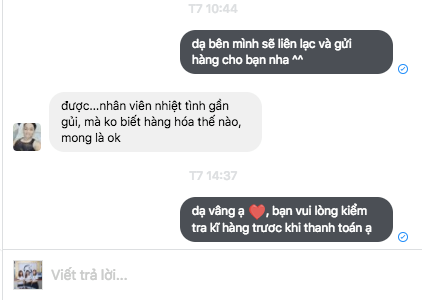 T7 10:44
dạ bên mình sẽ liên lạc và gửi
hàng cho bạn nha ^^
được...nhân viên nhiệt tình gần
gủi, mà ko biết hàng hóa thế nào,
mong là ok
T7 14:37
dạ vâng ạ ❤️, bạn vui lòng kiểm
tra kĩ hàng trươc khi thanh toán ạ
Viết trả lời...